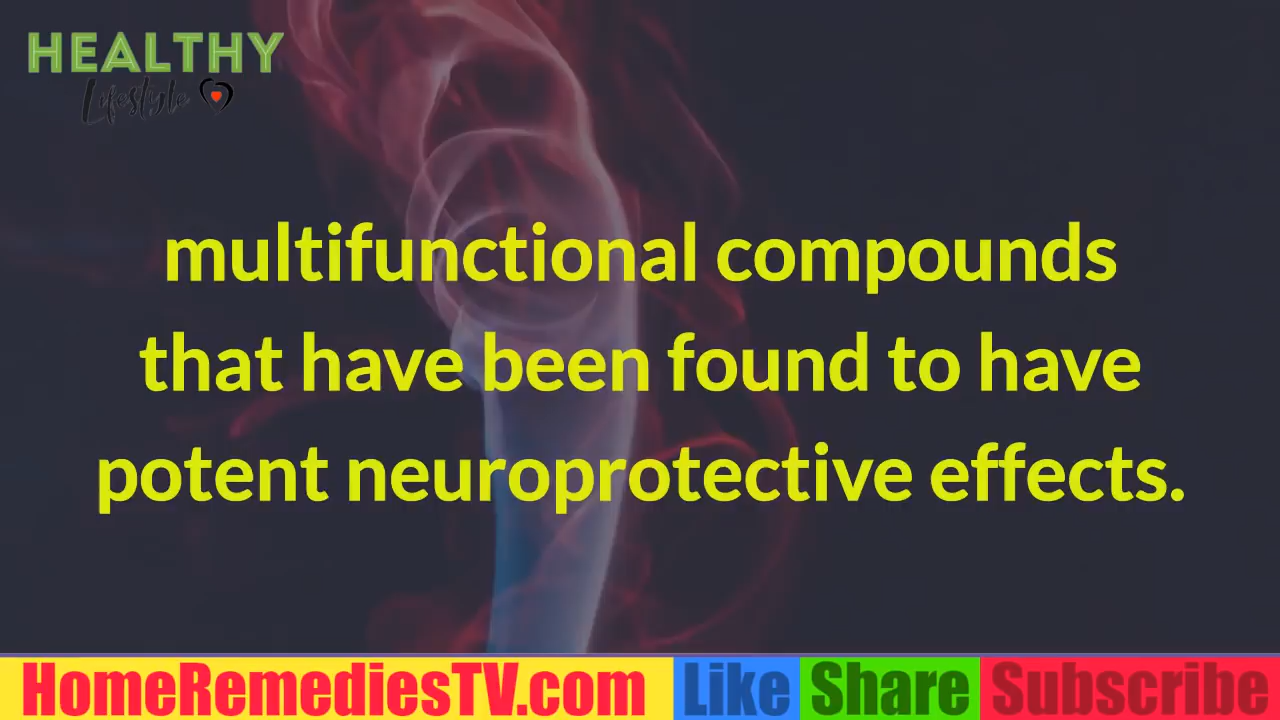 HEALTHY
Lifestyle
multifunctional compounds
that have been found to have
potent neuroprotective effects.
HomeRemediesTV.com Like Share Subscribe